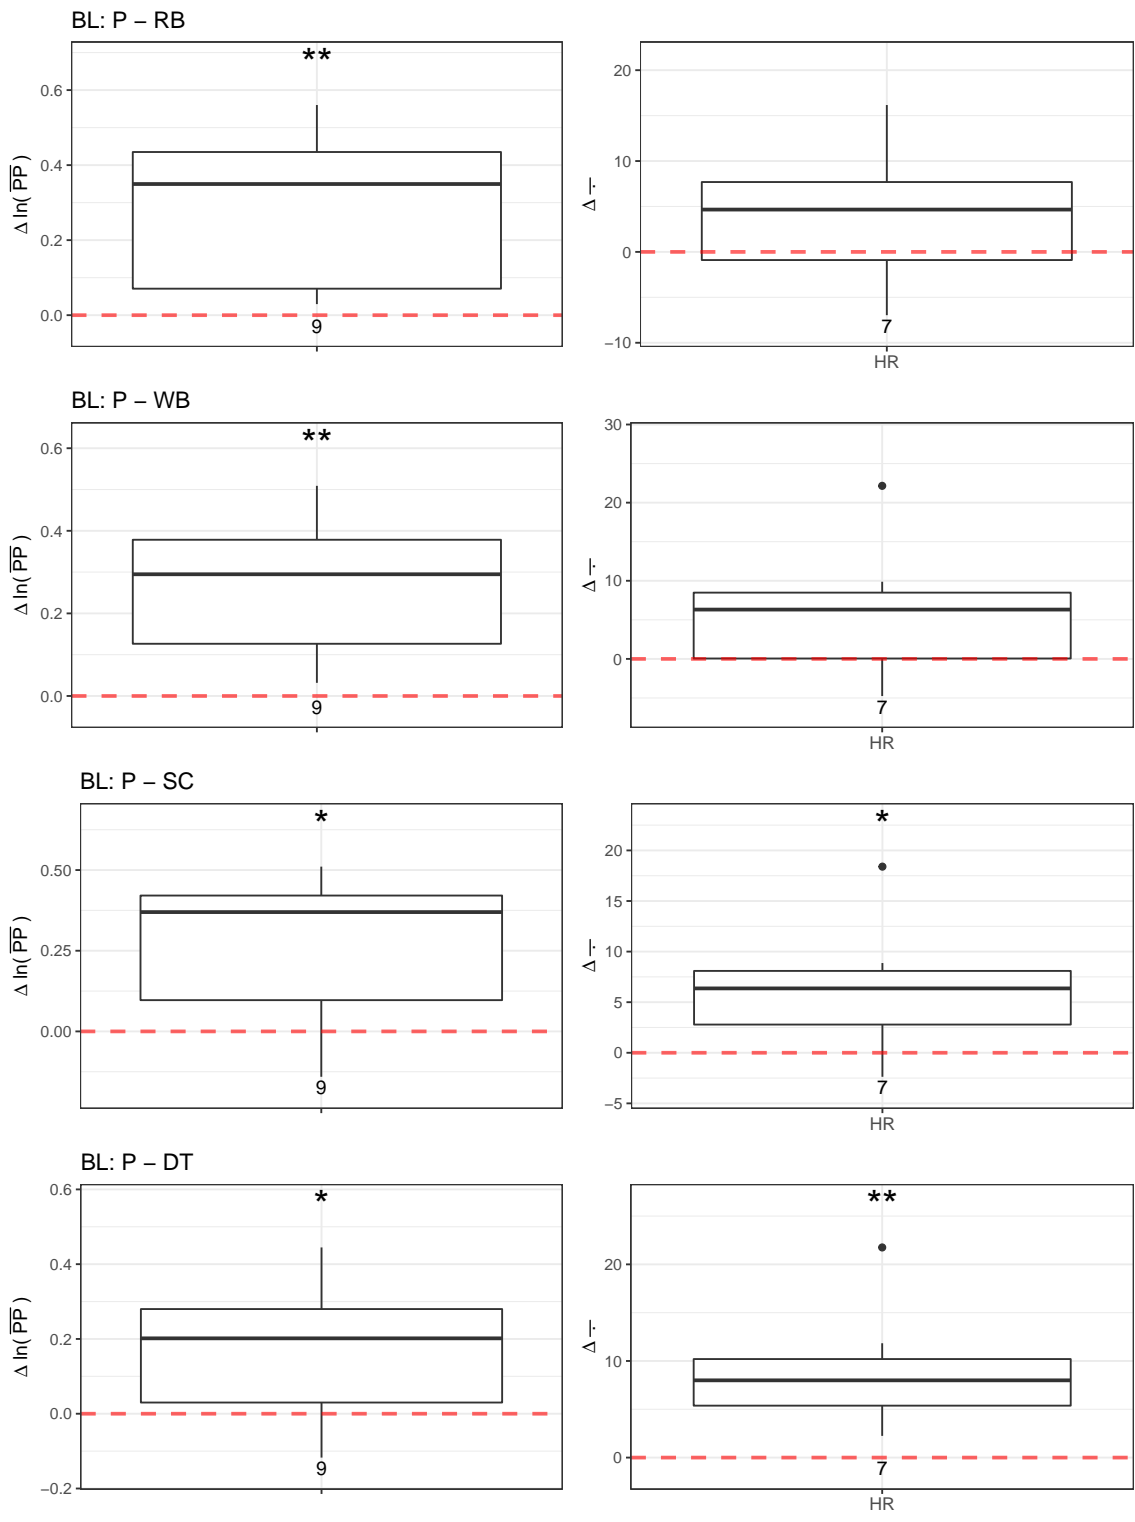 BL: P – RB
**
0.6
0.4
0.2
0.0
Δ ln( PP )
9
20
10
0
−10
Δ ÷
7
HR
BL: P – WB
**
0.6
0.4
0.2
0.0
Δ ln( PP )
9
30
20
10
0
Δ ÷
7
HR
BL: P – SC
*
0.50
0.25
0.00
Δ ln( PP )
9
*
20
15
10
5
0
−5
Δ ÷
7
HR
BL: P – DT
*
0.6
0.4
0.2
0.0
−0.2
Δ ln( PP )
9
**
20
10
0
Δ ÷
7
HR